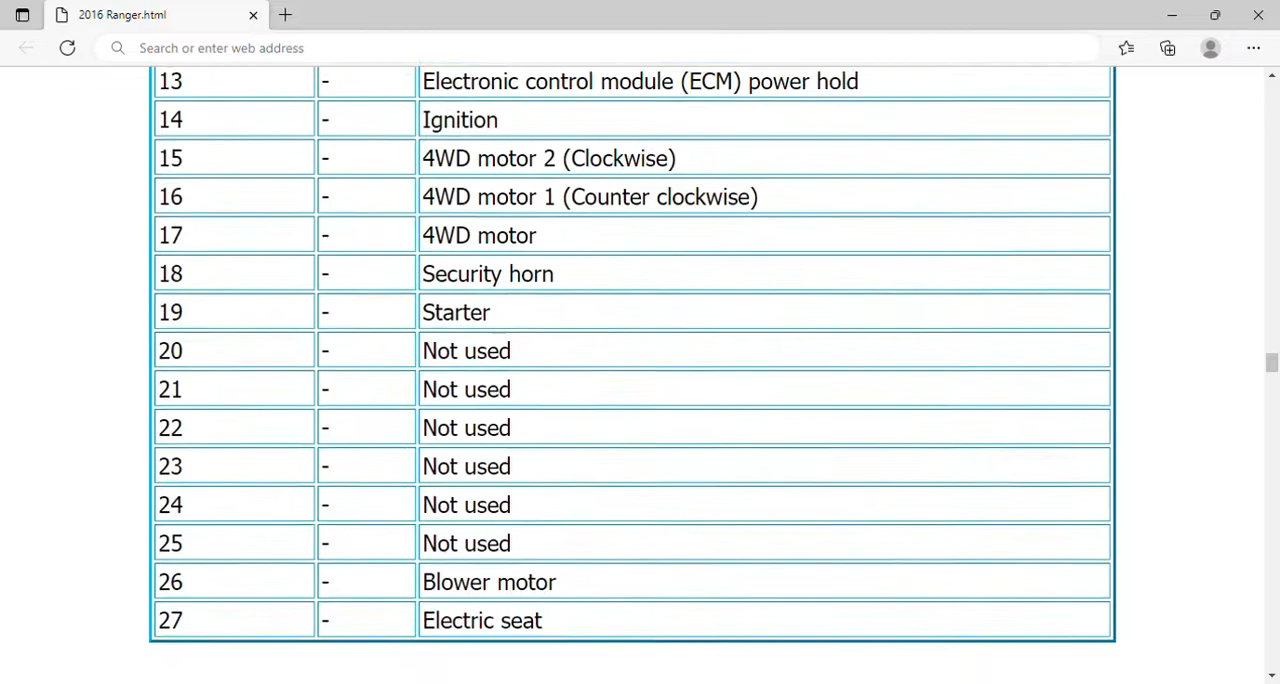 2016 Ranger.html
Search or enter web address
13 - Electronic control module (ECM) power hold
14 - Ignition
15 - 4WD motor 2 (Clockwise)
16 - 4WD motor 1 (Counter clockwise)
17 - 4WD motor
18 - Security horn
19 - Starter
20 - Not used
21 - Not used
22 - Not used
23 - Not used
24 - Not used
25 - Not used
26 - Blower motor
27 - Electric seat